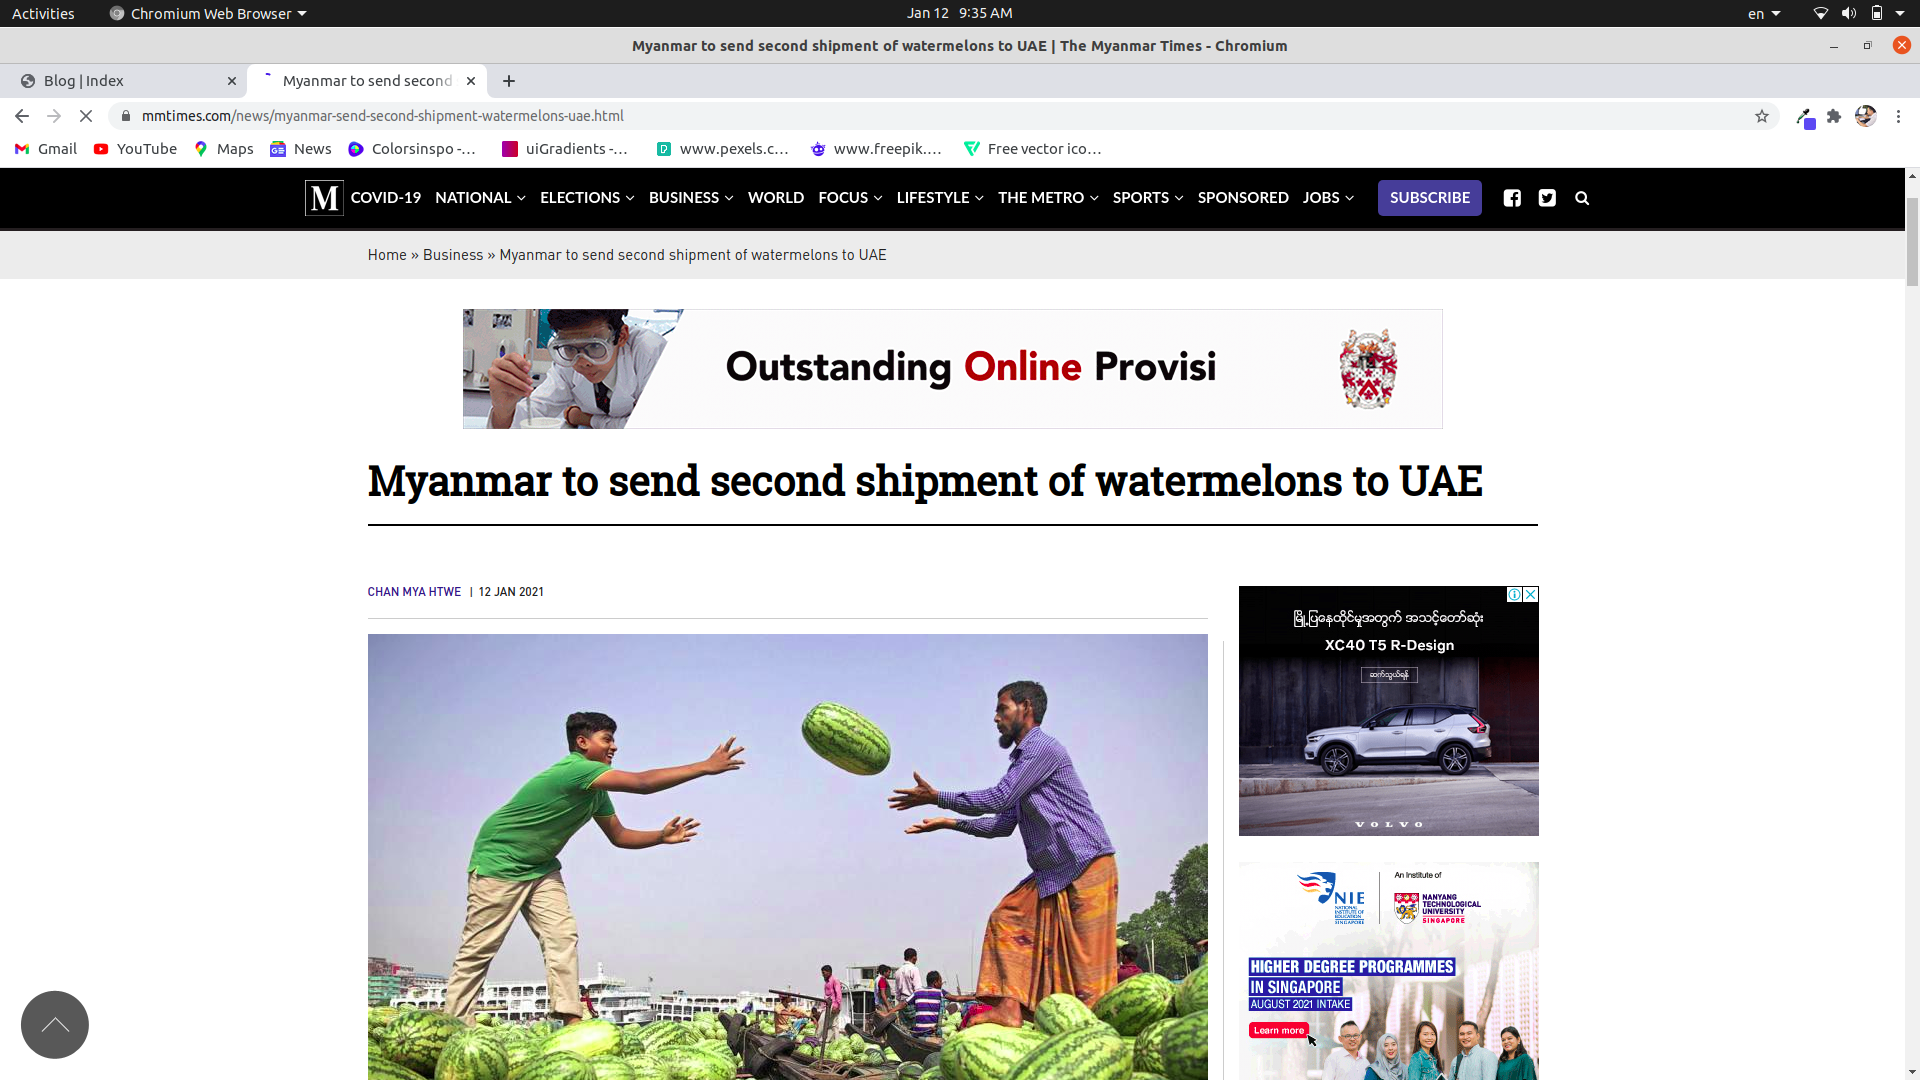 Activities
Chromium Web Browser
Jan 12 9:35 AM
en
Myanmar to send second shipment of watermelons to UAE | The Myanmar Times - Chromium
Blog | Index
Myanmar to send second
mmtimes.com/news/myanmar-send-second-shipment-watermelons-uae.html
Gmail
YouTube
Maps
News
Colorsinspo -...
uiGradients -...
www.pexels.c...
www.freepik....
Free vector ico...
M
COVID-19
NATIONAL
ELECTIONS
BUSINESS
WORLD
FOCUS
LIFESTYLE
THE METRO
SPORTS
SPONSORED
JOBS
SUBSCRIBE
Home » Business » Myanmar to send second shipment of watermelons to UAE
Outstanding Online Provisi
Myanmar to send second shipment of watermelons to UAE
CHAN MYA HTWE | 12 JAN 2021
မြို့ပြနေထိုင်မှုအတွက် အသင့်တော်ဆုံး
XC40 T5 R-Design
ဆက်သွယ်ရန်
VOLVO
NIE
NATIONAL
INSTITUTE OF
EDUCATION
SINGAPORE
An Institute of
NANYANG
TECHNOLOGICAL
UNIVERSITY
SINGAPORE
HIGHER DEGREE PROGRAMMES
IN SINGAPORE
AUGUST 2021 INTAKE
Learn more